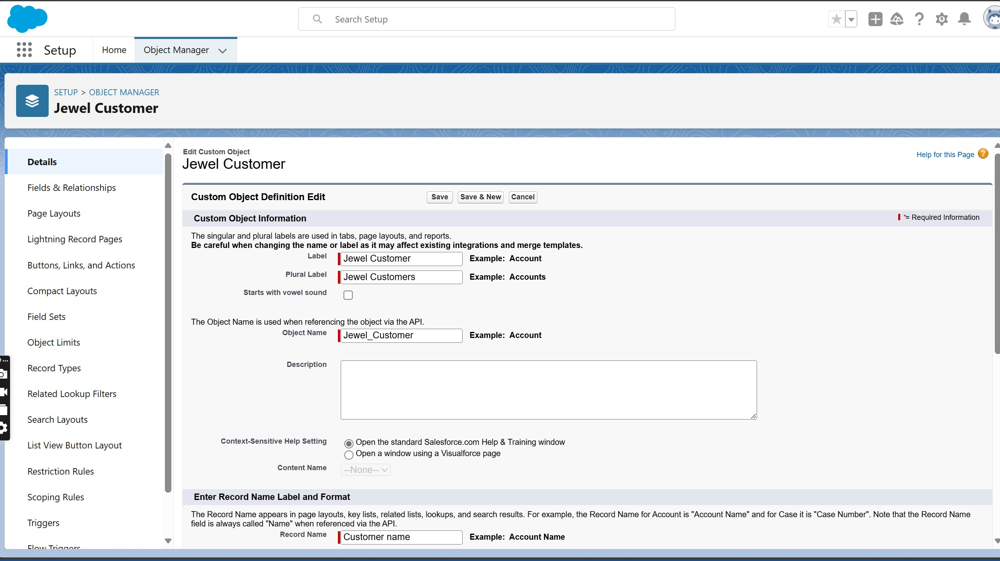 Search Setup
Setup
Home
Object Manager
SETUP > OBJECT MANAGER
Jewel Customer
Details
Fields & Relationships
Page Layouts
Lightning Record Pages
Buttons, Links, and Actions
Compact Layouts
Field Sets
Object Limits
Record Types
Related Lookup Filters
Search Layouts
List View Button Layout
Restriction Rules
Scoping Rules
Triggers
Flow Triggers
Edit Custom Object
Jewel Customer
Help for this Page
Custom Object Definition Edit
Save
Save & New
Cancel
Custom Object Information
*= Required Information
The singular and plural labels are used in tabs, page layouts, and reports.
Be careful when changing the name or label as it may affect existing integrations and merge templates.
Label Jewel Customer Example: Account
Plural Label Jewel Customers Example: Accounts
Starts with vowel sound
The Object Name is used when referencing the object via the API.
Object Name Jewel_Customer Example: Account
Description
Context-Sensitive Help Setting Open the standard Salesforce.com Help & Training window
Open a window using a Visualforce page
Content Name --None--
Enter Record Name Label and Format
The Record Name appears in page layouts, key lists, related lists, lookups, and search results. For example, the Record Name for Account is "Account Name" and for Case it is "Case Number". Note that the Record Name
field is always called "Name" when referenced via the API.
Record Name Customer name Example: Account Name